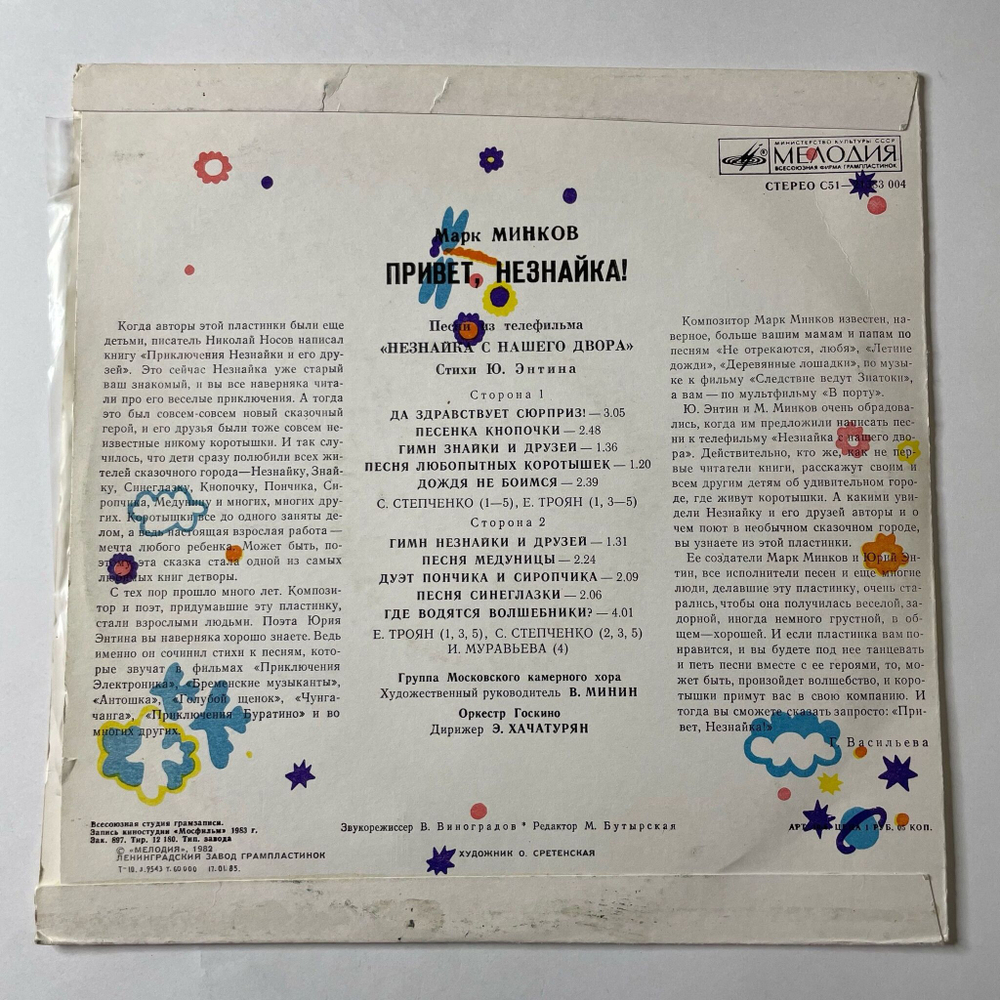 МИНИСТЕРСТВО КУЛЬТУРЫ СССР
МЕЛОДИЯ
ВСЕСОЮЗНАЯ ФИРМА ГРАМПЛАСТИНОК
СТЕРЕО С51— 004
Марк МИНКОВ
ПРИВЕТ, НЕЗНАЙКА!
Когда авторы этой пластинки были еще
детьми, писатель Николай Носов написал
книгу «Приключения Незнайки и его дру-
зей». Это сейчас Незнайка уже старый
ваш знакомый, и вы все наверняка чита-
ли про его веселые приключения. А тогда
это был совсем-совсем новый сказочный
герой, и его друзья были тоже совсем не-
известные никому коротышки. И так слу-
чилось, что дети сразу полюбили всех жи-
телей сказочного города—Незнайку, Знай-
ку, Синеглазку, Кнопочку, Пончика, Си-
ропчика, Медуницу и многих, многих дру-
гих. Коротышки все до одного заняты де-
лом, а ведь настоящая взрослая работа —
мечта любого ребенка. Может быть, по-
этому эта сказка стала одной из самых
любимых книг детворы.
С тех пор прошло много лет. Компози-
тор и поэт, придумавшие эту пластинку,
стали взрослыми людьми. Поэта Юрия
Энтина вы наверняка хорошо знаете. Ведь
именно он сочинил стихи к песням, кото-
рые звучат в фильмах «Приключения
Электроника», «Бременские музыканты»,
«Антошка», «Голубой щенок», «Чунга-
чанга», «Приключения Буратино» и во
многих других.
Песни из телефильма
«НЕЗНАЙКА С НАШЕГО ДВОРА»
Стихи Ю. Энтина
Сторона 1
ДА ЗДРАВСТВУЕТ СЮРПРИЗ! — 3.05
ПЕСЕНКА КНОПОЧКИ — 2.48
ГИМН ЗНАЙКИ И ДРУЗЕЙ — 1.36
ПЕСНЯ ЛЮБОПЫТНЫХ КОРОТЫШЕК — 1.20
ДОЖДЯ НЕ БОИМСЯ — 2.39
С. СТЕПЧЕНКО (1—5), Е. ТРОЯН (1, 3—5)
Сторона 2
ГИМН НЕЗНАЙКИ И ДРУЗЕЙ — 1.31
ПЕСНЯ МЕДУНИЦЫ — 2.24
ДУЭТ ПОНЧИКА И СИРОПЧИКА — 2.09
ПЕСНЯ СИНЕГЛАЗКИ — 2.06
ГДЕ ВОДЯТСЯ ВОЛШЕБНИКИ? — 4.01
Е. ТРОЯН (1, 3, 5), С. СТЕПЧЕНКО (2, 3, 5)
И. МУРАВЬЕВА (4)
Группа Московского камерного хора
Художественный руководитель В. МИНИН
Оркестр Госкино
Дирижер Э. ХАЧАТУРЯН
Композитор Марк Минков известен, на-
верное, больше вашим мамам и папам по
песням «Не отрекаются, любя», «Летние
дожди», «Деревянные лошадки», по музы-
ке к фильму «Следствие ведут Знатоки»,
а вам — по мультфильму «В порту».
Ю. Энтин и М. Минков очень обрадова-
лись, когда им предложили написать пес-
ни к телефильму «Незнайка с нашего дво-
ра». Действительно, кто же, как не пер-
вые читатели книги, расскажут своим и
всем другим детям об удивительном горо-
де, где живут коротышки. А какими уви-
дели Незнайку и его друзей авторы и о
чем поют в необычном сказочном городе,
вы узнаете из этой пластинки.
Ее создатели Марк Минков и Юрий Эн-
тин, все исполнители песен и еще многие
люди, делавшие эту пластинку, очень ста-
рались, чтобы она получилась веселой, за-
дорной, иногда немного грустной, в об-
щем—хорошей. И если пластинка вам по-
нравится, и вы будете под нее танцевать
и петь песни вместе с ее героями, то, мо-
жет быть, произойдет волшебство, и коро-
тышки примут вас в свою компанию. И
тогда вы сможете сказать запросто: «При-
вет, Незнайка!»
Г. Васильева
Всесоюзная студия грамзаписи.
Запись киностудии «Мосфильм» 1983 г.
Зак. 897. Тир. 12 180. Тип. завода
© «МЕЛОДИЯ», 1982
ЛЕНИНГРАДСКИЙ ЗАВОД ГРАМПЛАСТИНОК
17.01.85.
Звукорежиссер В. Виноградов * Редактор М. Бутырская
ХУДОЖНИК О. СРЕТЕНСКАЯ
ЦЕНА 1 РУБ. 05 КОП.